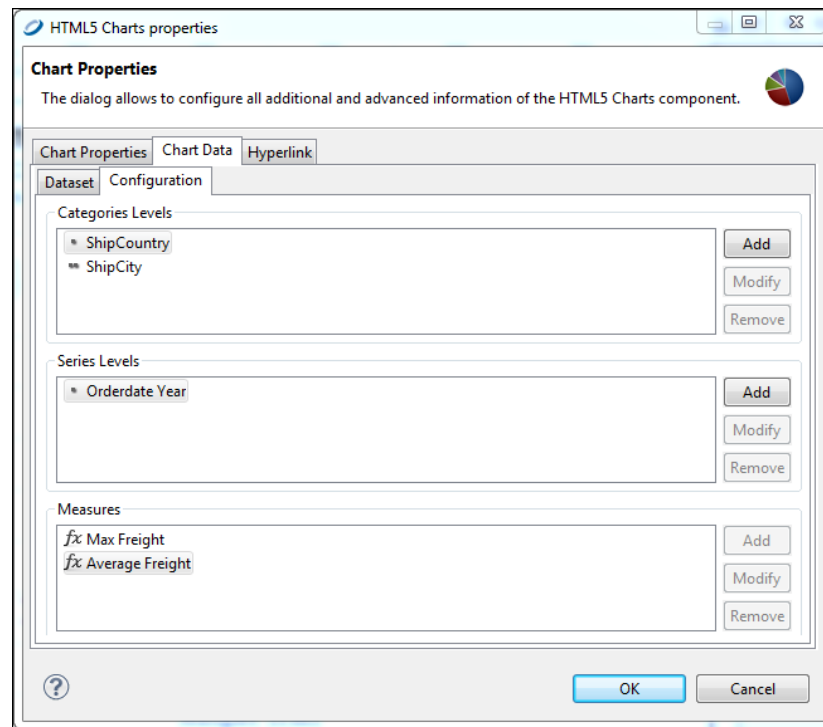 HTML5 Charts properties
Chart Properties
The dialog allows to configure all additional and advanced information of the HTML5 Charts component.
Chart Properties Chart Data Hyperlink
Dataset Configuration
Categories Levels
ShipCountry
ShipCity
Add
Modify
Remove
Series Levels
Orderdate Year
Add
Modify
Remove
Measures
fx Max Freight
fx Average Freight
Add
Modify
Remove
? OK Cancel